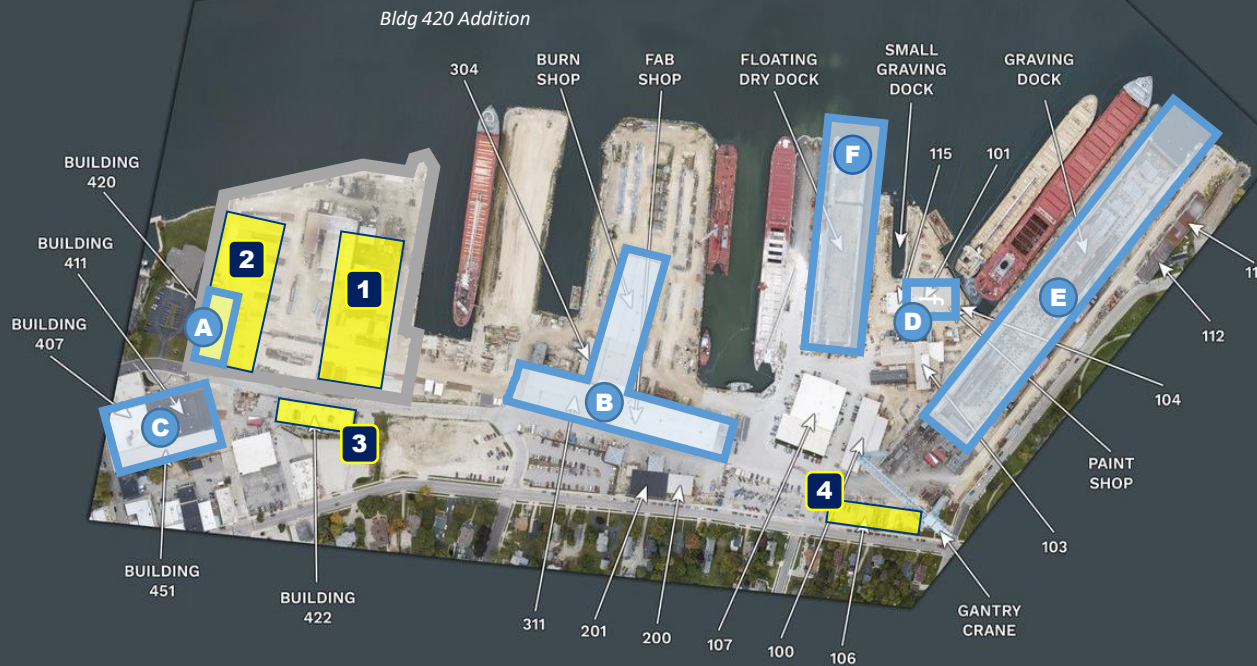 Bldg 420 Addition
304
BURN
SHOP
FAB
SHOP
FLOATING
DRY DOCK
SMALL
GRAVING
DOCK
GRAVING
DOCK
115
101
BUILDING
420
BUILDING
411
BUILDING
407
2
1
A
C
3
B
F
D
E
4
112
104
PAINT
SHOP
103
GANTRY
CRANE
BUILDING
451
BUILDING
422
311
201
200
107
100
106